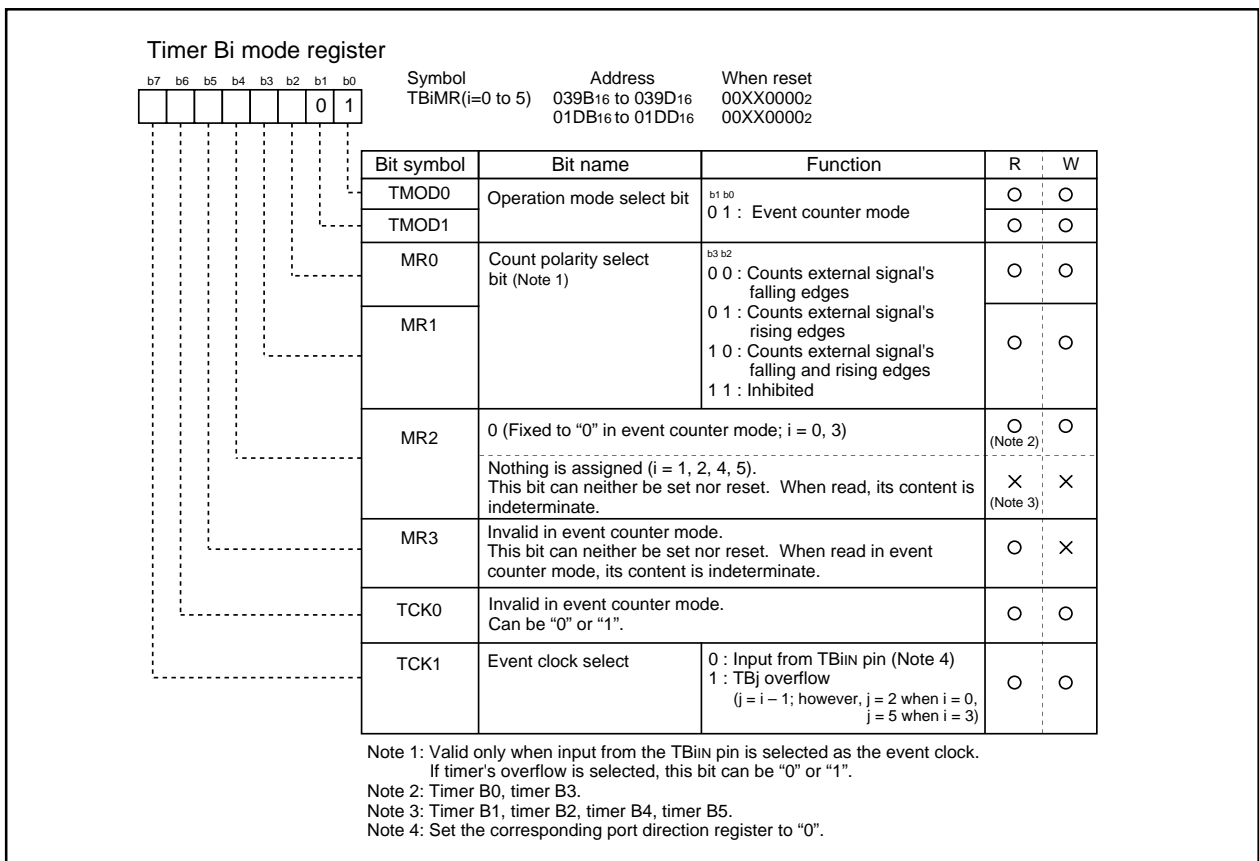 Timer Bi mode register
b7 b6 b5 b4 b3 b2 b1 b0
0 1
Symbol Address When reset
TBiMR(i=0 to 5) 039B16 to 039D16 00XX00002
01DB16 to 01DD16 00XX00002
Bit symbol Bit name Function R W
TMOD0 Operation mode select bit b1 b0
0 1 : Event counter mode
TMOD1
MR0 Count polarity select
bit (Note 1)
b3 b2
0 0 : Counts external signal's
falling edges
MR1
0 1 : Counts external signal's
rising edges
1 0 : Counts external signal's
falling and rising edges
1 1 : Inhibited
MR2 0 (Fixed to “0” in event counter mode; i = 0, 3)
(Note 2)
Nothing is assigned (i = 1, 2, 4, 5).
This bit can neither be set nor reset. When read, its content is
indeterminate.
(Note 3)
MR3 Invalid in event counter mode.
This bit can neither be set nor reset. When read in event
counter mode, its content is indeterminate.
TCK0 Invalid in event counter mode.
Can be “0” or “1”.
TCK1 Event clock select 0 : Input from TBiIN pin (Note 4)
1 : TBj overflow
(j = i – 1; however, j = 2 when i = 0,
j = 5 when i = 3)
Note 1: Valid only when input from the TBiIN pin is selected as the event clock.
If timer's overflow is selected, this bit can be “0” or “1”.
Note 2: Timer B0, timer B3.
Note 3: Timer B1, timer B2, timer B4, timer B5.
Note 4: Set the corresponding port direction register to “0”.